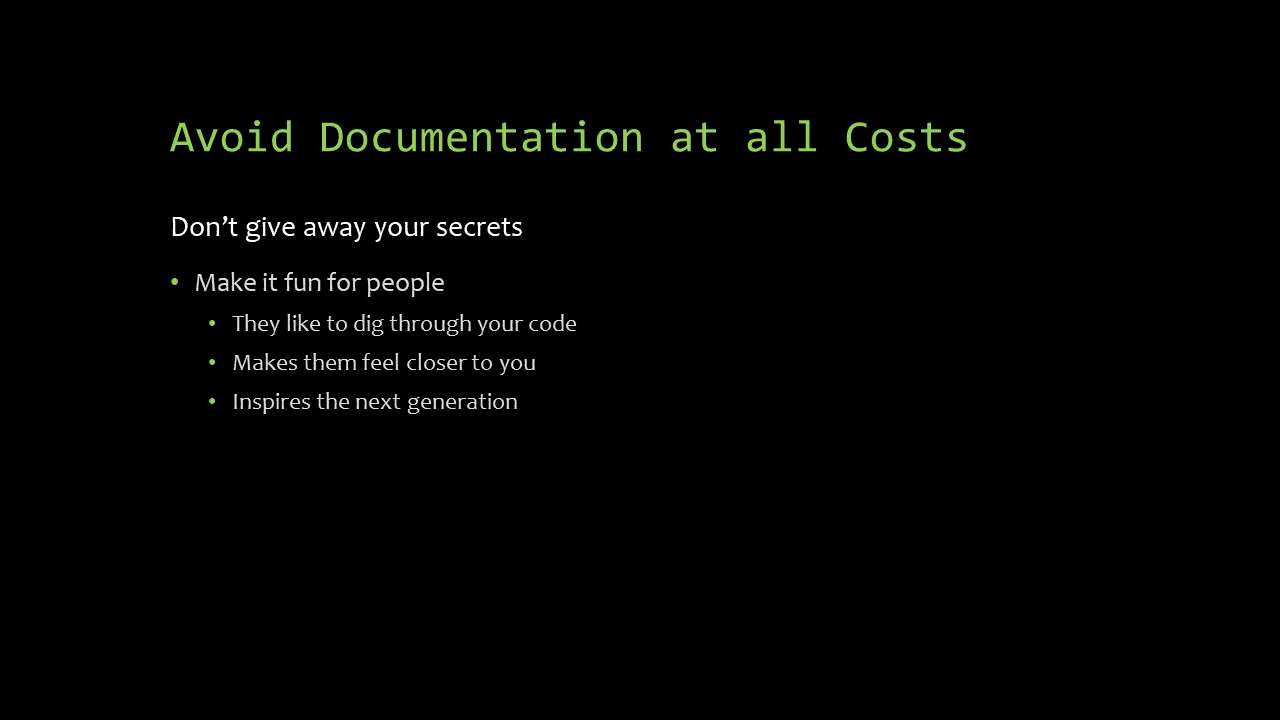 Avoid Documentation at all Costs
Don’t give away your secrets
• Make it fun for people
• They like to dig through your code
• Makes them feel closer to you
• Inspires the next generation